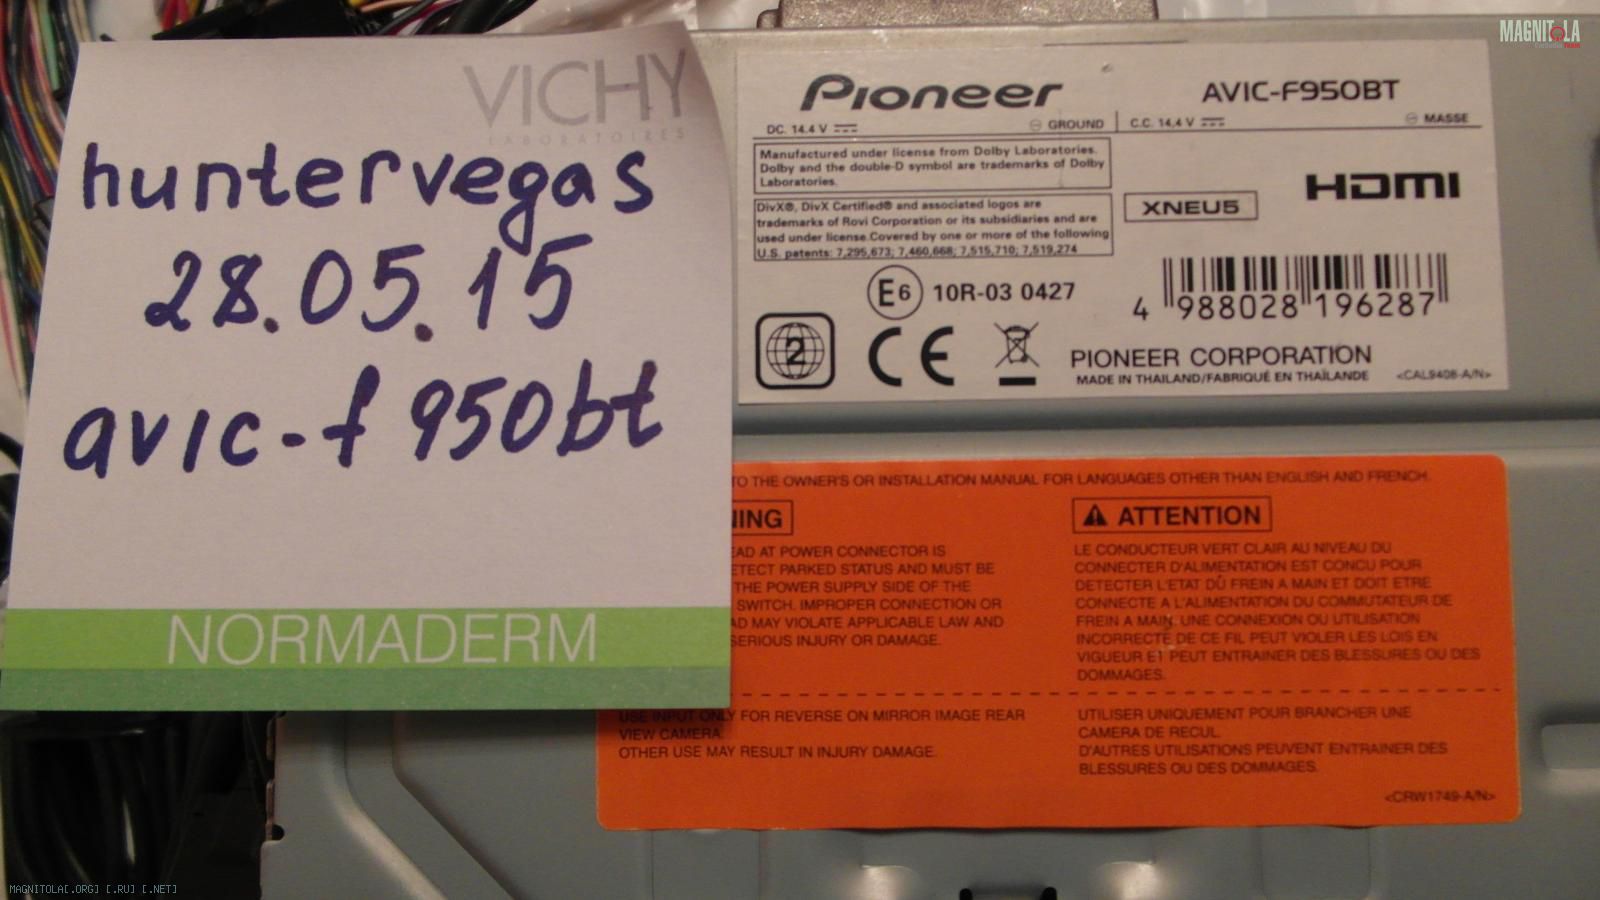 VICHY
LABORATOIRES
huntervegas
28.05.15
avic-f 950bt
NORMADERM
MAGNITOLA
Pioneer
AVIC-F950BT
DC. 14.4 V
GROUND
C.C. 14.4 V
MASSE
Manufactured under license from Dolby Laboratories.
Dolby and the double-D symbol are trademarks of Dolby
Laboratories.
DivX®, DivX Certified® and associated logos are
trademarks of Rovi Corporation or its subsidiaries and are
used under license.Covered by one or more of the following
U.S. patents: 7,295,673; 7,460,668; 7,515,710; 7,519,274
XNEU5
HDMI
E6 10R-03 0427
4 988028 196287
2
CE
PIONEER CORPORATION
MADE IN THAILAND/FABRIQUÉ EN THAÏLANDE
<CAL9408-A/N>
TO THE OWNER'S OR INSTALLATION MANUAL FOR LANGUAGES OTHER THAN ENGLISH AND FRENCH.
NING
EAD AT POWER CONNECTOR IS
ETECT PARKED STATUS AND MUST BE
THE POWER SUPPLY SIDE OF THE
SWITCH. IMPROPER CONNECTION OR
AD MAY VIOLATE APPLICABLE LAW AND
SERIOUS INJURY OR DAMAGE.
ATTENTION
LE CONDUCTEUR VERT CLAIR AU NIVEAU DU
CONNECTER D'ALIMENTATION EST CONCU POUR
DETECTER L'ETAT DÛ FREIN A MAIN ET DOIT ETRE
CONNECTE A L'ALIMENTATION DU COMMUTATEUR DE
FREIN A MAIN. UNE CONNEXION OU UTILISATION
INCORRECTE DE CE FIL PEUT VIOLER LES LOIS EN
VIGUEUR ET PEUT ENTRAINER DES BLESSURES OU DES
DOMMAGES.
USE INPUT ONLY FOR REVERSE ON MIRROR IMAGE REAR
VIEW CAMERA.
OTHER USE MAY RESULT IN INJURY DAMAGE.
UTILISER UNIQUEMENT POUR BRANCHER UNE
CAMERA DE RECUL.
D'AUTRES UTILISATIONS PEUVENT ENTRAINER DES
BLESSURES OU DES DOMMAGES.
<CRW1749-A/N>
MAGNITOLA[.ORG] [.RU] [.NET]